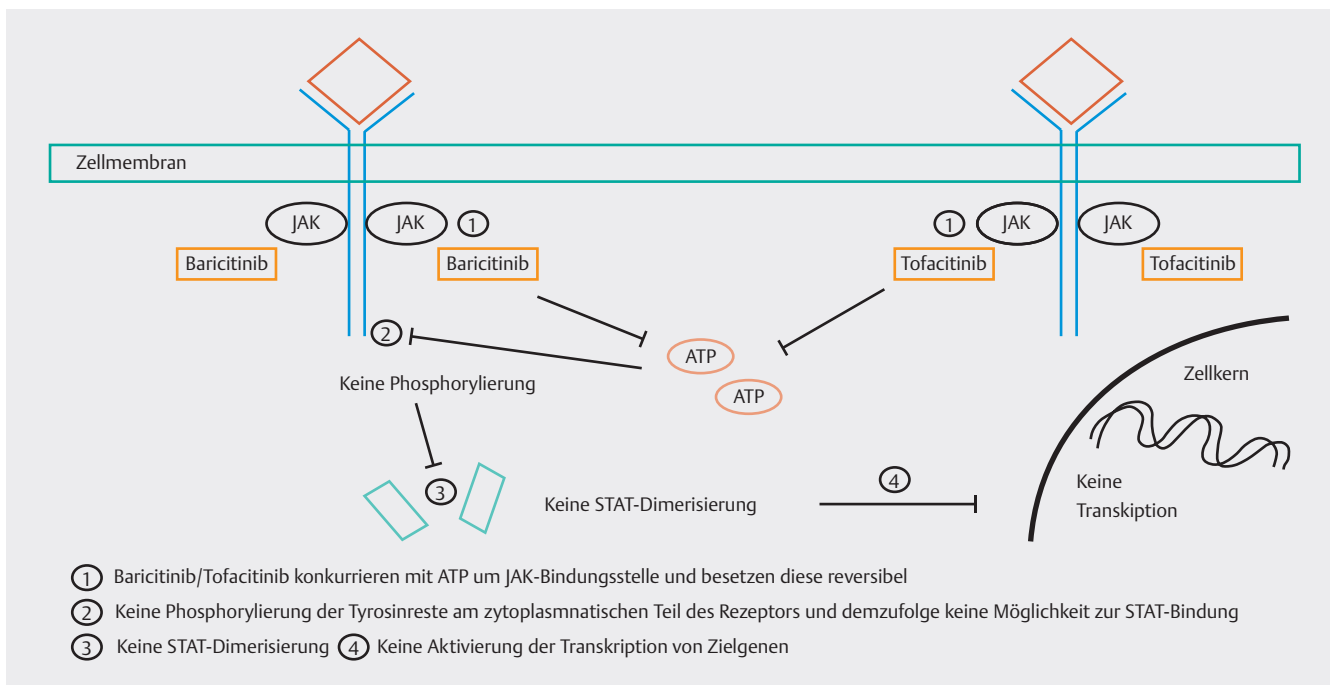 Zellmembran
JAK
JAK
1
1
JAK
JAK
Baricitinib
Baricitinib
Tofacitinib
Tofacitinib
2
ATP
ATP
Keine Phosphorylierung
Zellkern
3
Keine STAT-Dimerisierung
4
Keine
Transkiption
1 Baricitinib/Tofacitinib konkurrieren mit ATP um JAK-Bindungsstelle und besetzen diese reversibel
2 Keine Phosphorylierung der Tyrosinreste am zytoplasmnatischen Teil des Rezeptors und demzufolge keine Möglichkeit zur STAT-Bindung
3 Keine STAT-Dimerisierung 4 Keine Aktivierung der Transkription von Zielgenen